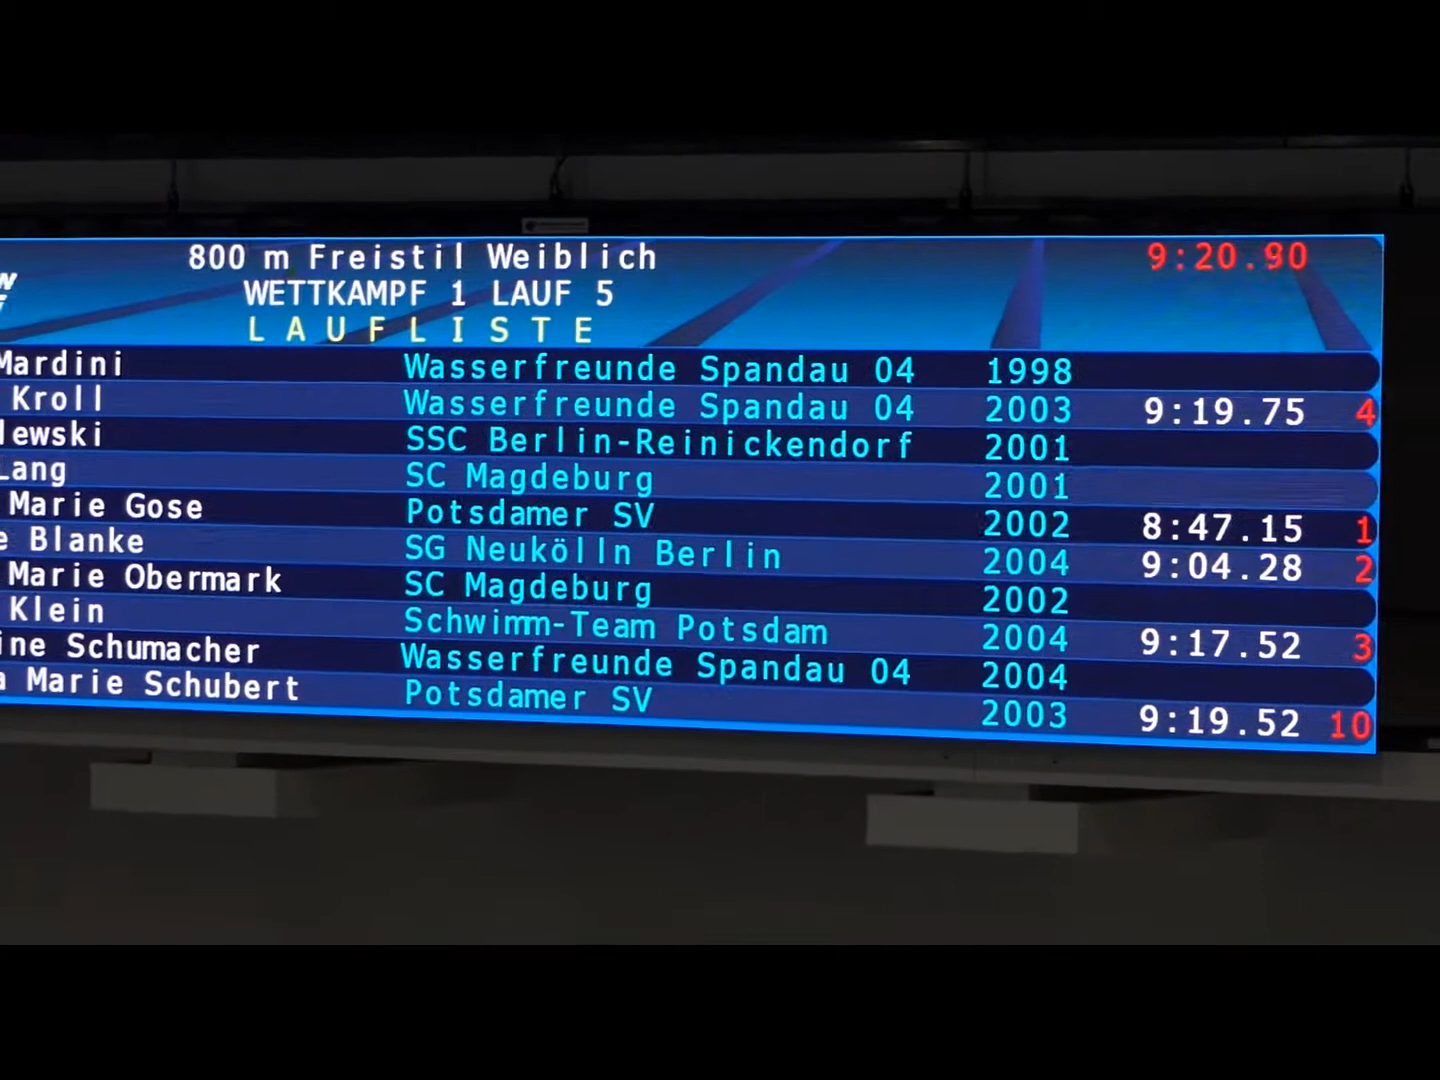 800 m Freistil Weiblich 9:20.90
WETTKAMPF 1 LAUF 5
LAUFLISTE
Mardini Wasserfreunde Spandau 04 1998
Kroll Wasserfreunde Spandau 04 2003 9:19.75 4
lewski SSC Berlin-Reinickendorf 2001
Lang SC Magdeburg 2001
Marie Gose Potsdamer SV 2002 8:47.15 1
e Blanke SG Neukölln Berlin 2004 9:04.28 2
Marie Obermark SC Magdeburg 2002
Klein Schwimm-Team Potsdam 2004 9:17.52 3
ine Schumacher Wasserfreunde Spandau 04 2004
a Marie Schubert Potsdamer SV 2003 9:19.52 10